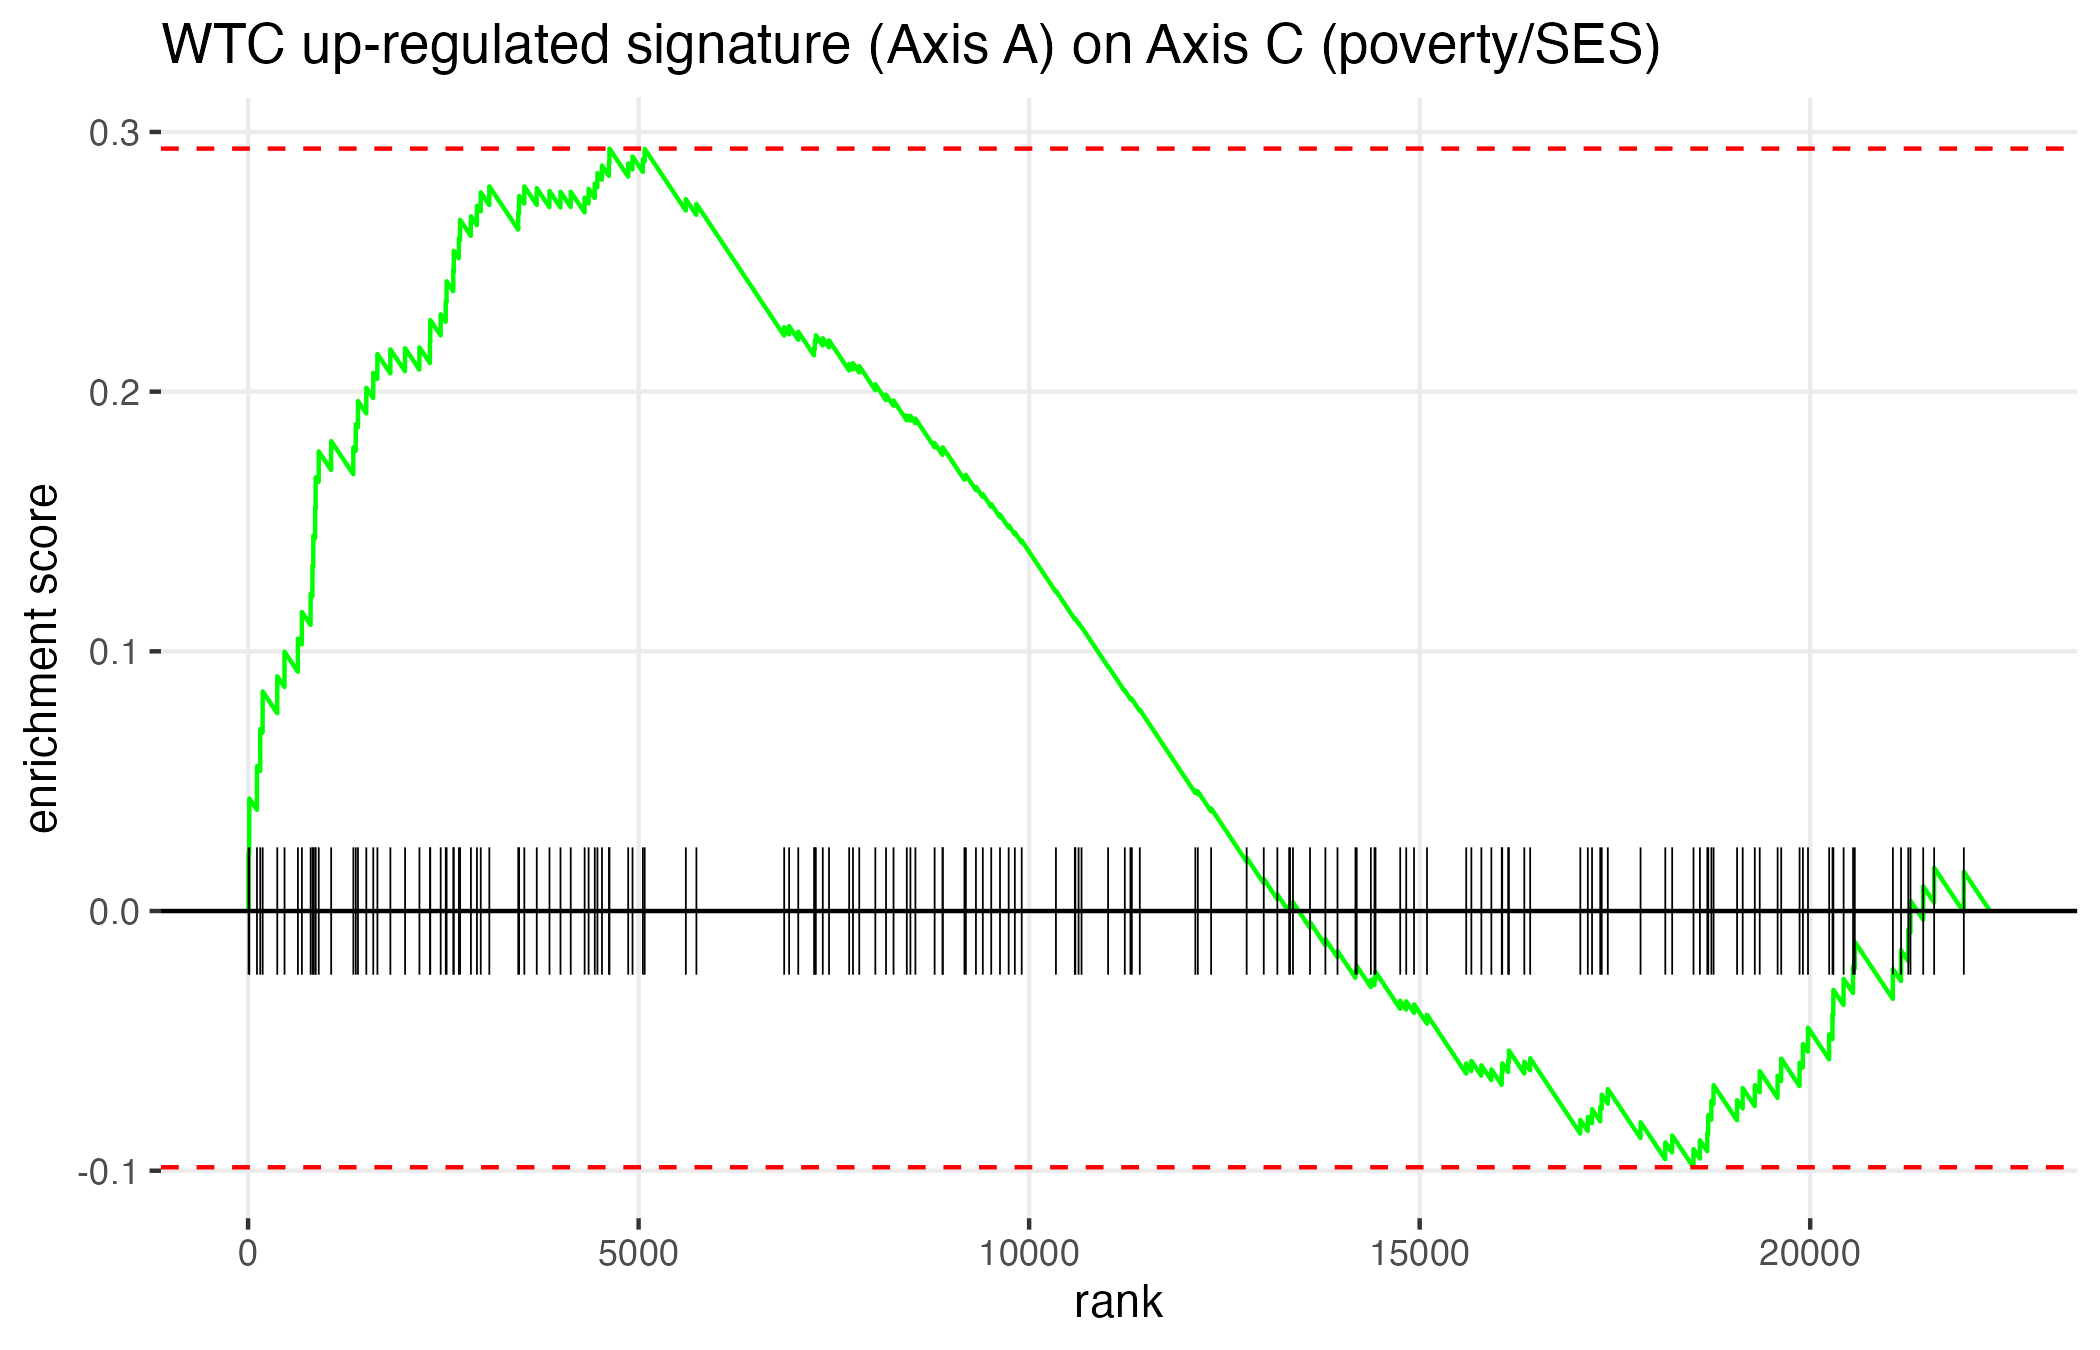 WTC up-regulated signature (Axis A) on Axis C (poverty/SES)
0.3
0.2
0.1
0.0
-0.1
enrichment score
0 5000 10000 15000 20000
rank